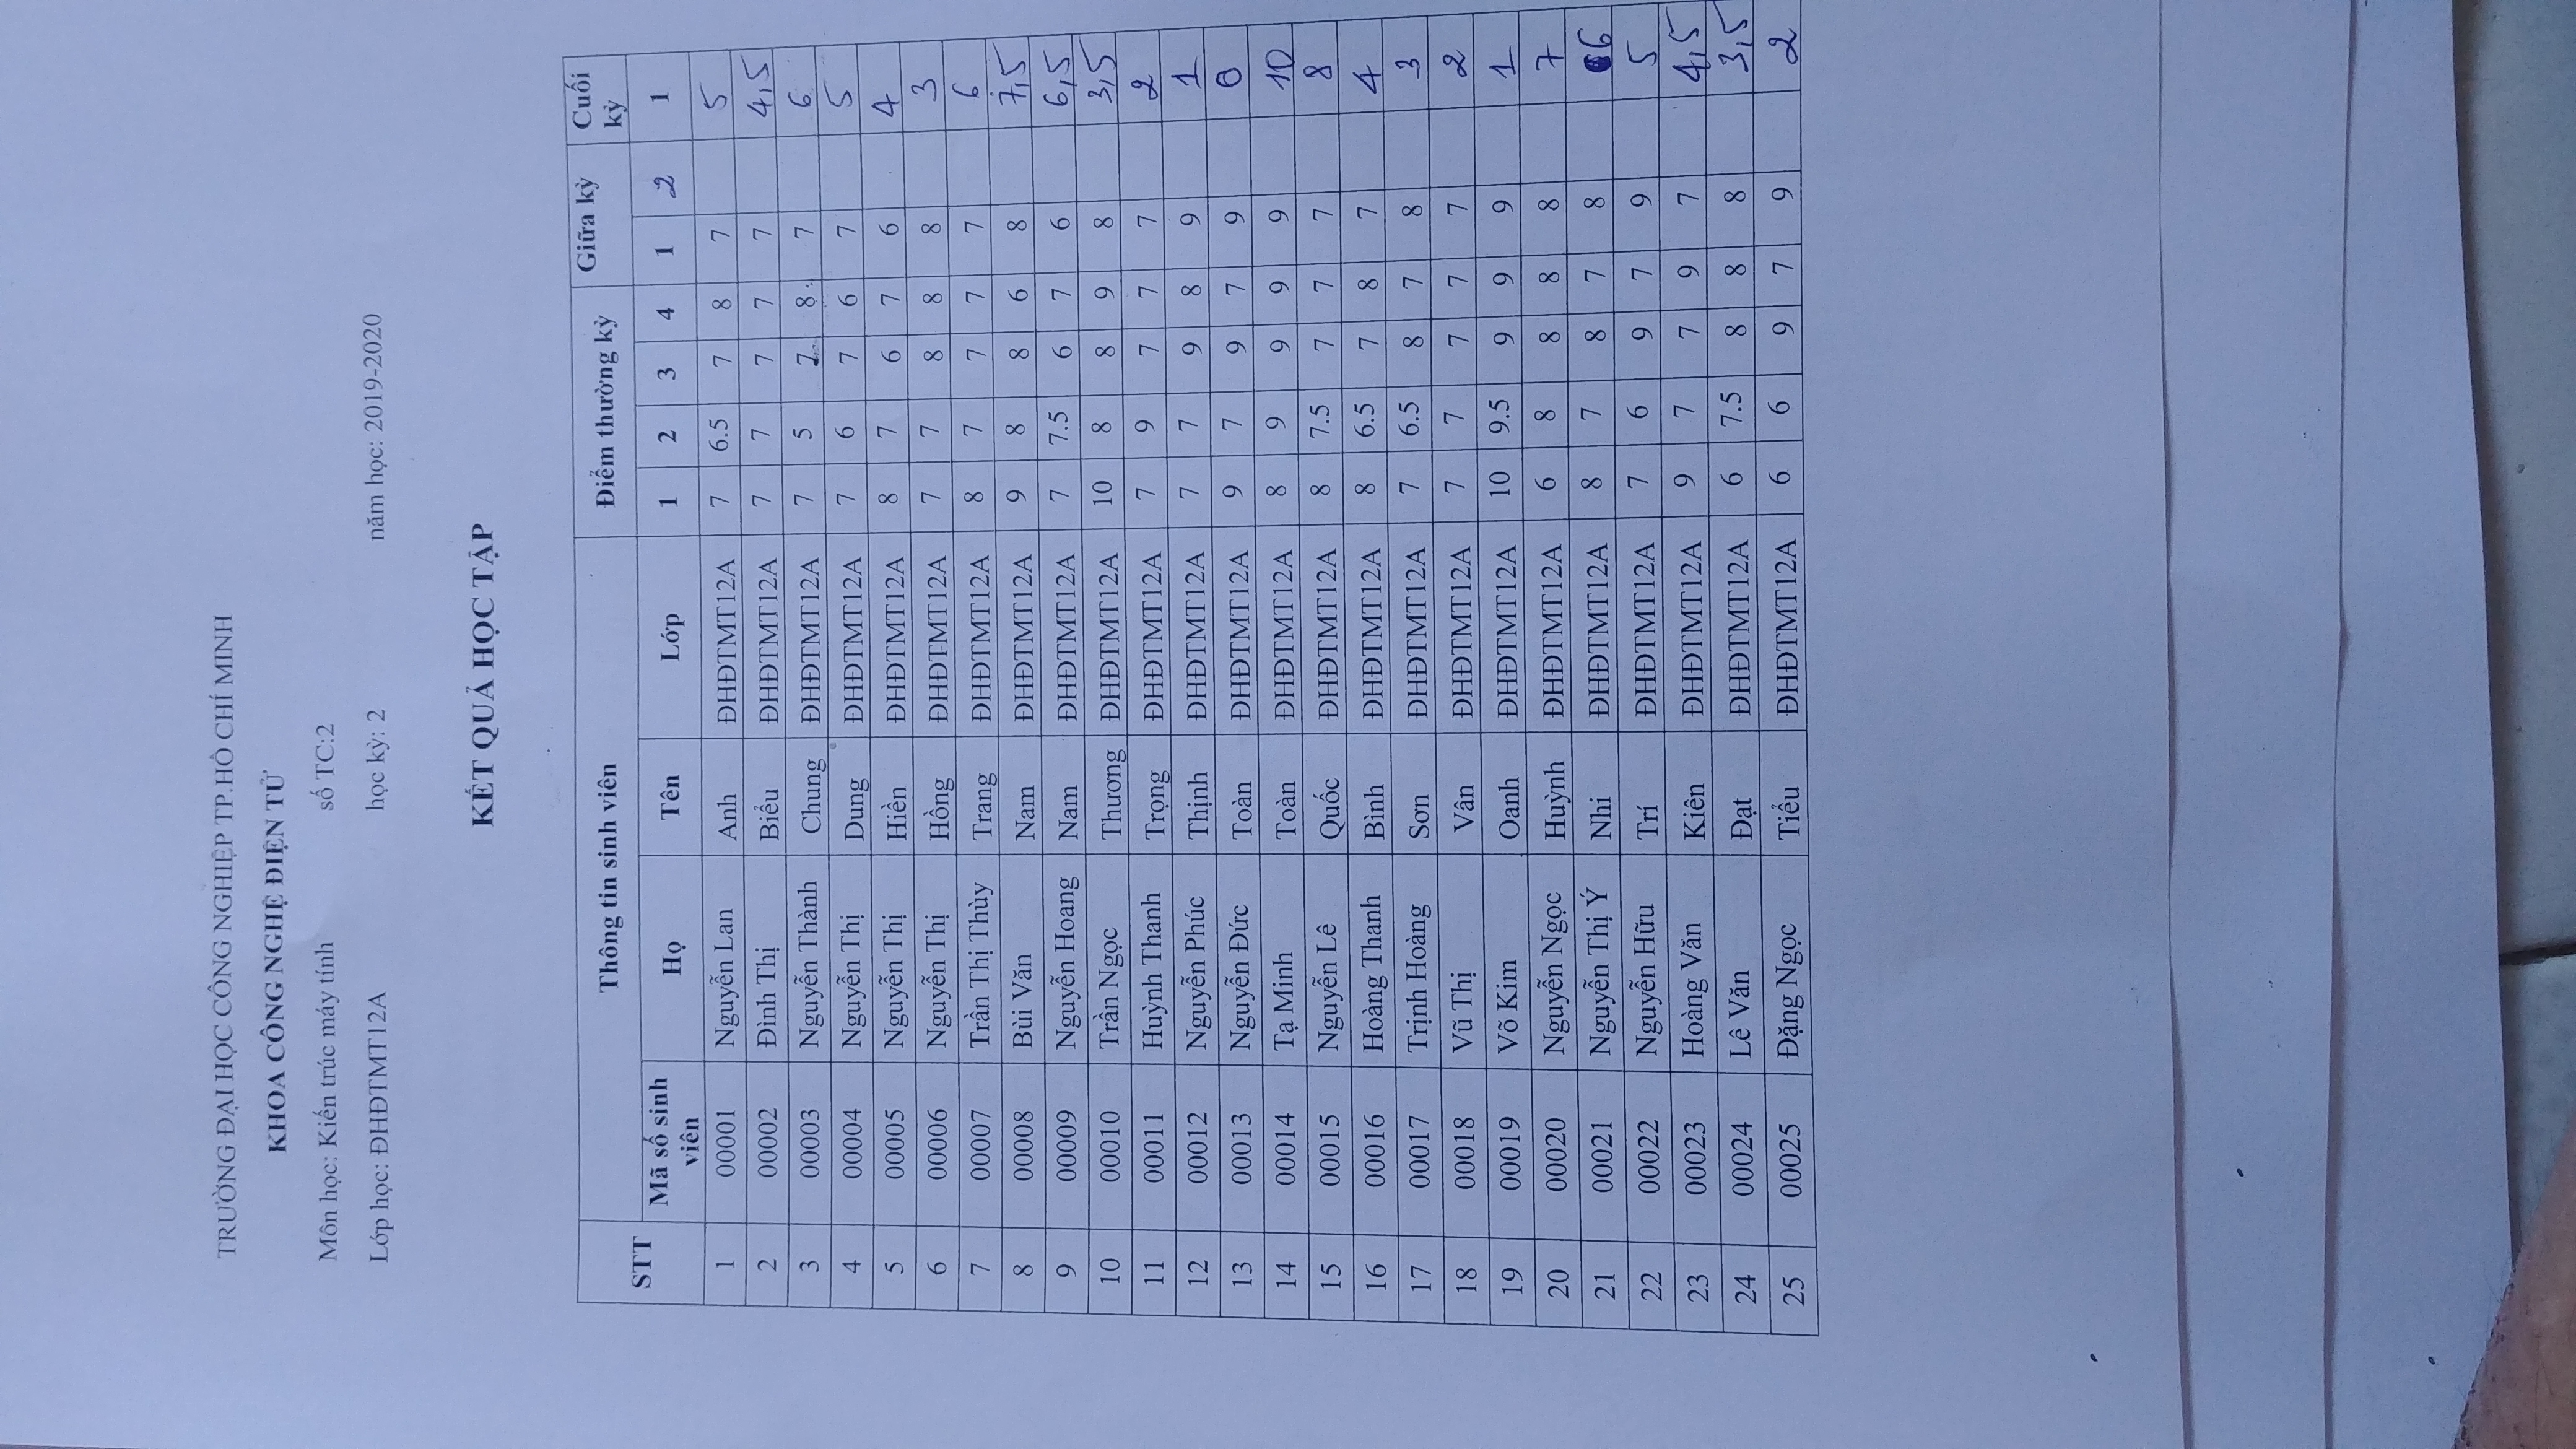 TRƯỜNG ĐẠI HỌC CÔNG NGHIỆP TP.HỒ CHÍ MINH
KHOA CÔNG NGHỆ ĐIỆN TỬ
Môn học: Kiến trúc máy tính số TC:2
Lớp học: ĐHĐTMT12A học kỳ: 2 năm học: 2019-2020
KẾT QUẢ HỌC TẬP
STT Thông tin sinh viên Điểm thường kỳ Giữa kỳ Cuối kỳ
Mã số sinh viên Họ Tên Lớp 1 2 3 4 1 2 1
1 00001 Nguyễn Lan Anh ĐHĐTMT12A 7 6.5 7 8 7 5
2 00002 Đình Thị Biểu ĐHĐTMT12A 7 7 7 7 7 4,5
3 00003 Nguyễn Thành Chung ĐHĐTMT12A 7 5 7 8 7 6
4 00004 Nguyễn Thị Dung ĐHĐTMT12A 7 6 7 6 7 5
5 00005 Nguyễn Thị Hiền ĐHĐTMT12A 8 7 6 7 6 4
6 00006 Nguyễn Thị Hồng ĐHĐTMT12A 7 7 8 8 8 3
7 00007 Trần Thị Thùy Trang ĐHĐTMT12A 8 7 7 7 7 6
8 00008 Bùi Văn Nam ĐHĐTMT12A 9 8 8 6 8 7,5
9 00009 Nguyễn Hoang Nam ĐHĐTMT12A 7 7.5 6 7 6 6,5
10 00010 Trần Ngọc Thương ĐHĐTMT12A 10 8 8 9 8 3,5
11 00011 Huỳnh Thanh Trọng ĐHĐTMT12A 7 9 7 7 7 2
12 00012 Nguyễn Phúc Thịnh ĐHĐTMT12A 7 7 9 8 9 1
13 00013 Nguyễn Đức Toàn ĐHĐTMT12A 9 7 9 7 9 0
14 00014 Tạ Minh Toàn ĐHĐTMT12A 8 9 9 9 9 10
15 00015 Nguyễn Lê Quốc ĐHĐTMT12A 8 7.5 7 7 7 8
16 00016 Hoàng Thanh Bình ĐHĐTMT12A 8 6.5 7 8 7 4
17 00017 Trịnh Hoàng Sơn ĐHĐTMT12A 7 6.5 8 7 8 3
18 00018 Vũ Thị Vân ĐHĐTMT12A 7 7 7 7 7 2
19 00019 Võ Kim Oanh ĐHĐTMT12A 10 9.5 9 9 9 1
20 00020 Nguyễn Ngọc Huỳnh ĐHĐTMT12A 6 8 8 8 8 7
21 00021 Nguyễn Thị Ý Nhi ĐHĐTMT12A 8 7 8 7 8 6
22 00022 Nguyễn Hữu Trí ĐHĐTMT12A 7 6 9 7 9 5
23 00023 Hoàng Văn Kiên ĐHĐTMT12A 9 7 7 9 7 4,5
24 00024 Lê Văn Đạt ĐHĐTMT12A 6 7.5 8 8 8 3,5
25 00025 Đặng Ngọc Tiểu ĐHĐTMT12A 6 6 9 7 9 2